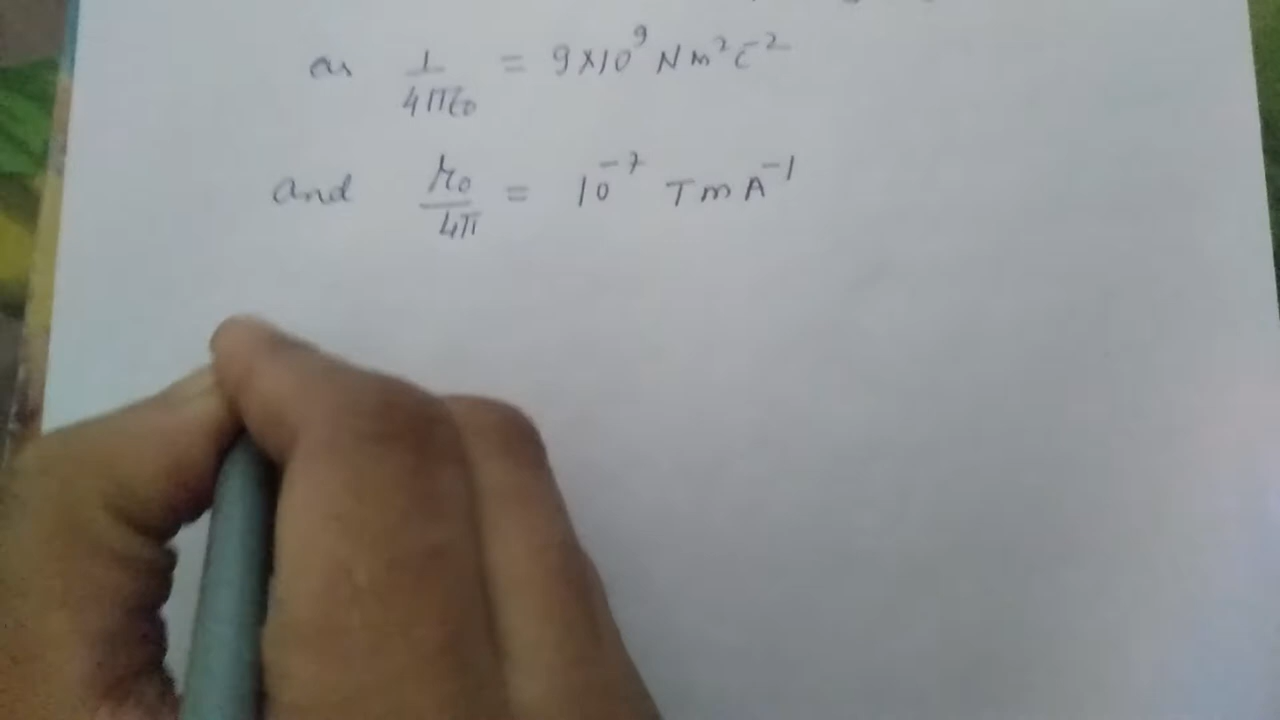 as 1/4πε₀ = 9×10⁹ Nm²C⁻²
and μ₀/4π = 10⁻⁷ TmA⁻¹